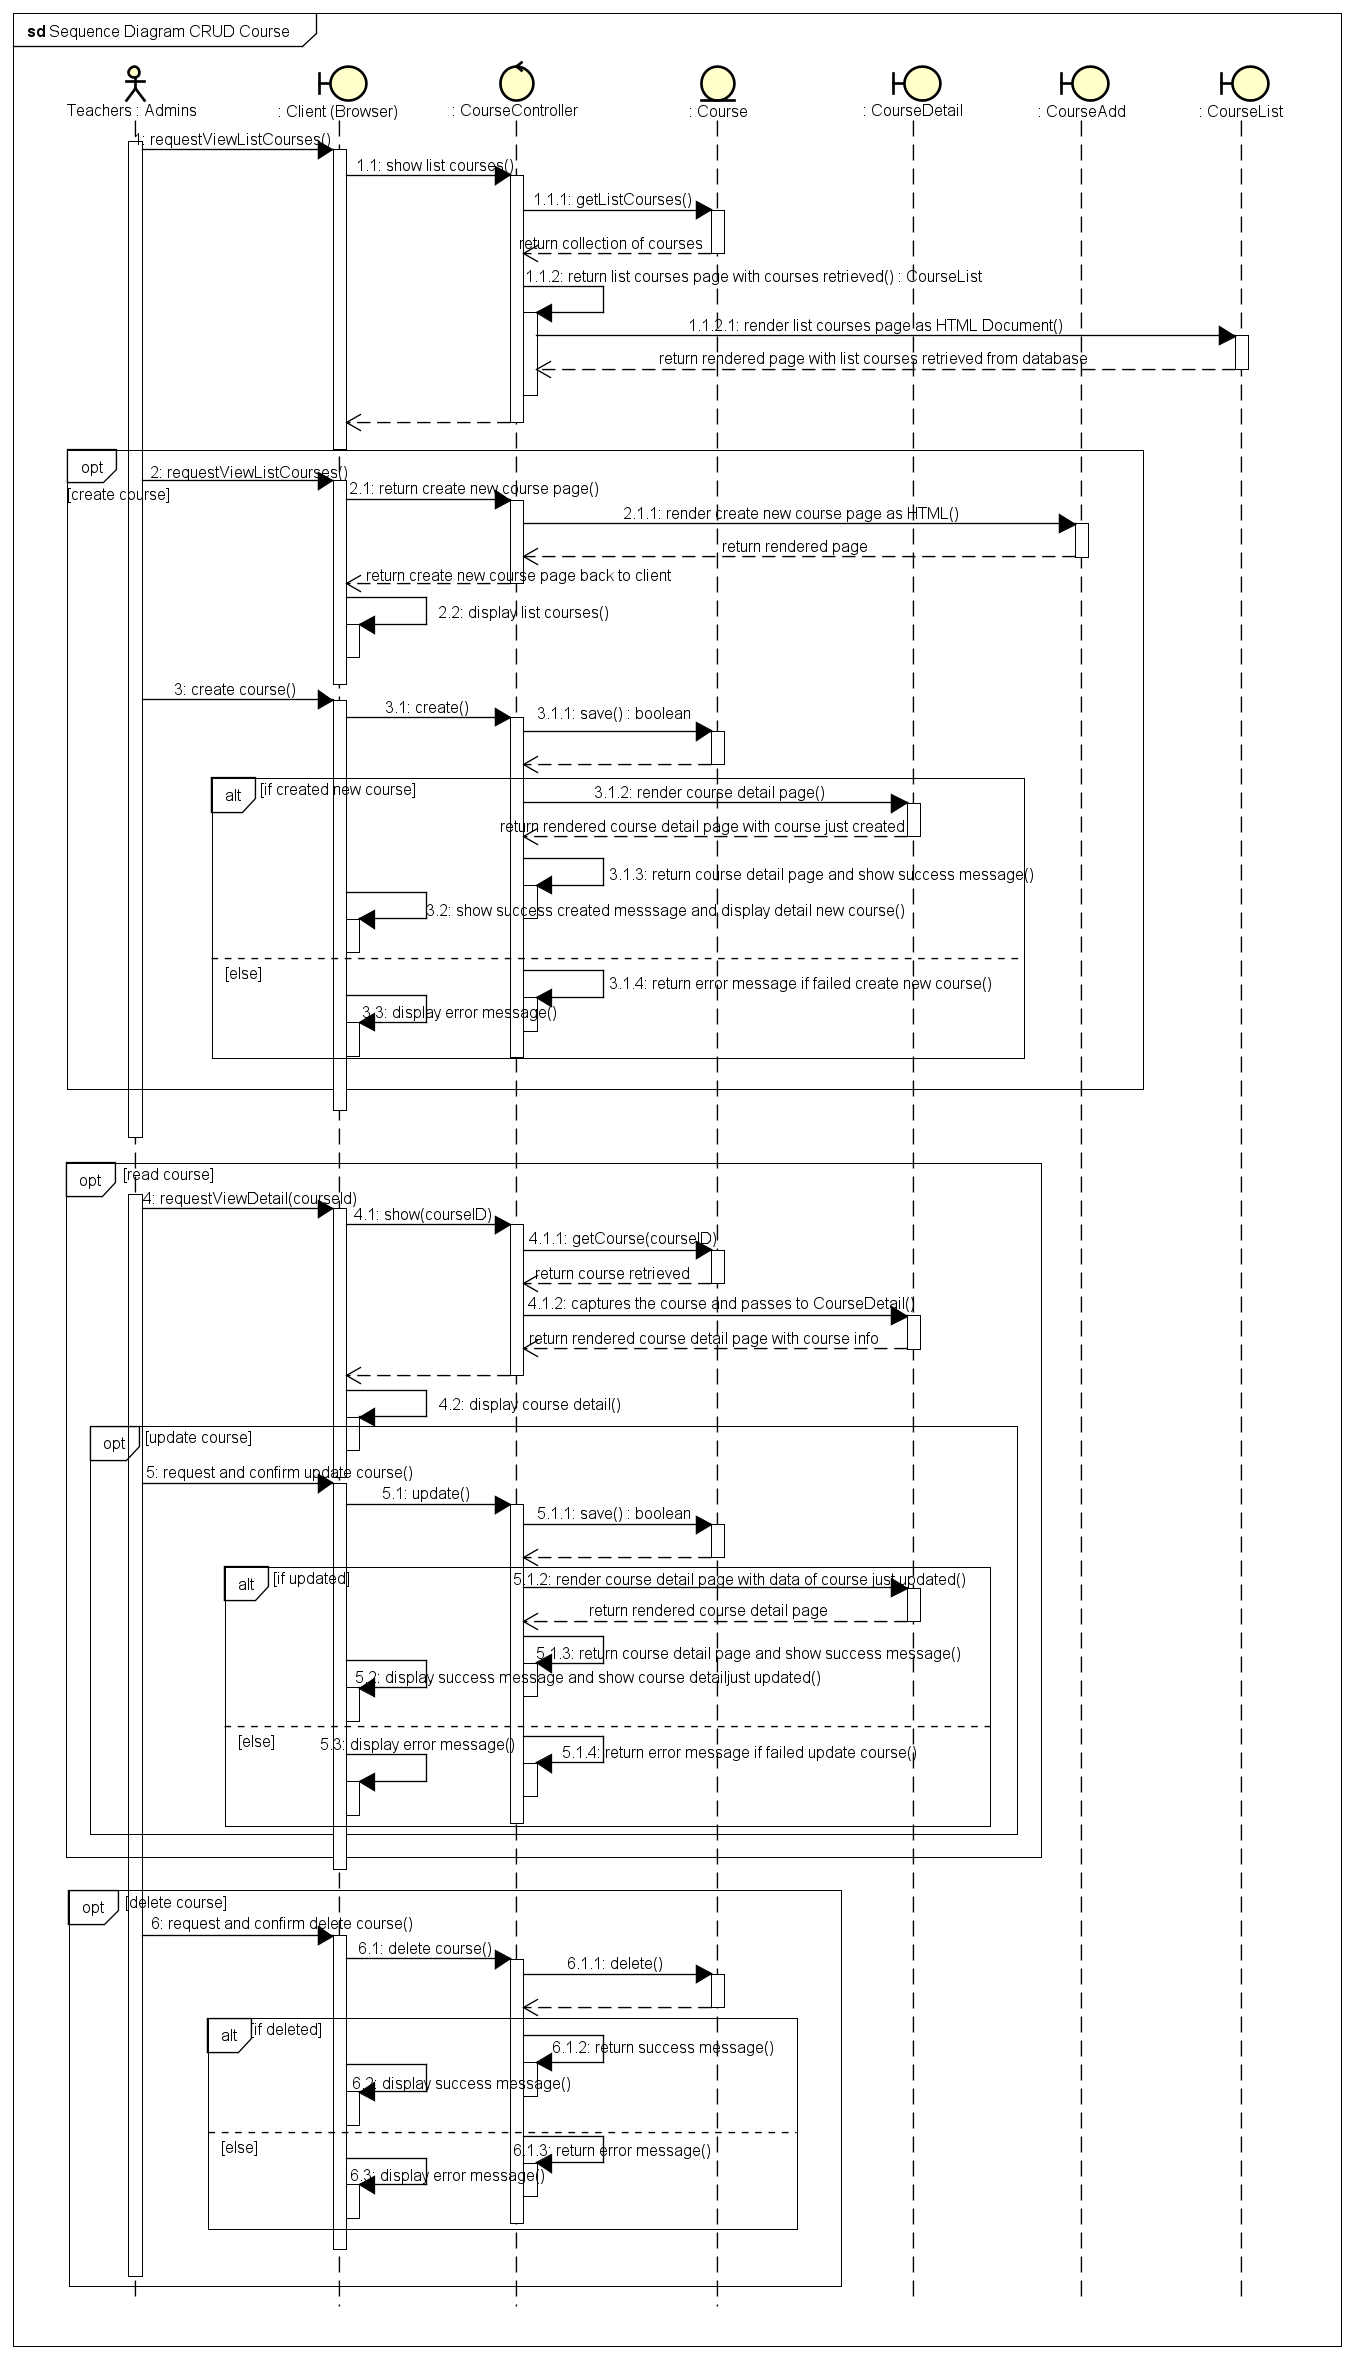 sd Sequence Diagram CRUD Course
Teachers : Admins
: Client (Browser)
: CourseController
: Course
: CourseDetail
: CourseAdd
: CourseList
1: requestViewListCourses()
1.1: show list courses()
1.1.1: getListCourses()
return collection of courses
1.1.2: return list courses page with courses retrieved() : CourseList
1.1.2.1: render list courses page as HTML Document()
return rendered page with list courses retrieved from database
opt
[create course]
2: requestViewListCourses()
2.1: return create new course page()
2.1.1: render create new course page as HTML()
return rendered page
return create new course page back to client
2.2: display list courses()
3: create course()
3.1: create()
3.1.1: save() : boolean
alt
[if created new course]
3.1.2: render course detail page()
return rendered course detail page with course just created
3.1.3: return course detail page and show success message()
3.2: show success created messsage and display detail new course()
[else]
3.1.4: return error message if failed create new course()
3.3: display error message()
opt
[read course]
4: requestViewDetail(courseId)
4.1: show(courseID)
4.1.1: getCourse(courseID)
return course retrieved
4.1.2: captures the course and passes to CourseDetail()
return rendered course detail page with course info
4.2: display course detail()
opt
[update course]
5: request and confirm update course()
5.1: update()
5.1.1: save() : boolean
alt
[if updated]
5.1.2: render course detail page with data of course just updated()
return rendered course detail page
5.1.3: return course detail page and show success message()
5.2: display success message and show course detailjust updated()
[else]
5.3: display error message()
5.1.4: return error message if failed update course()
opt
[delete course]
6: request and confirm delete course()
6.1: delete course()
6.1.1: delete()
alt
[if deleted]
6.1.2: return success message()
6.2: display success message()
[else]
6.1.3: return error message()
6.3: display error message()